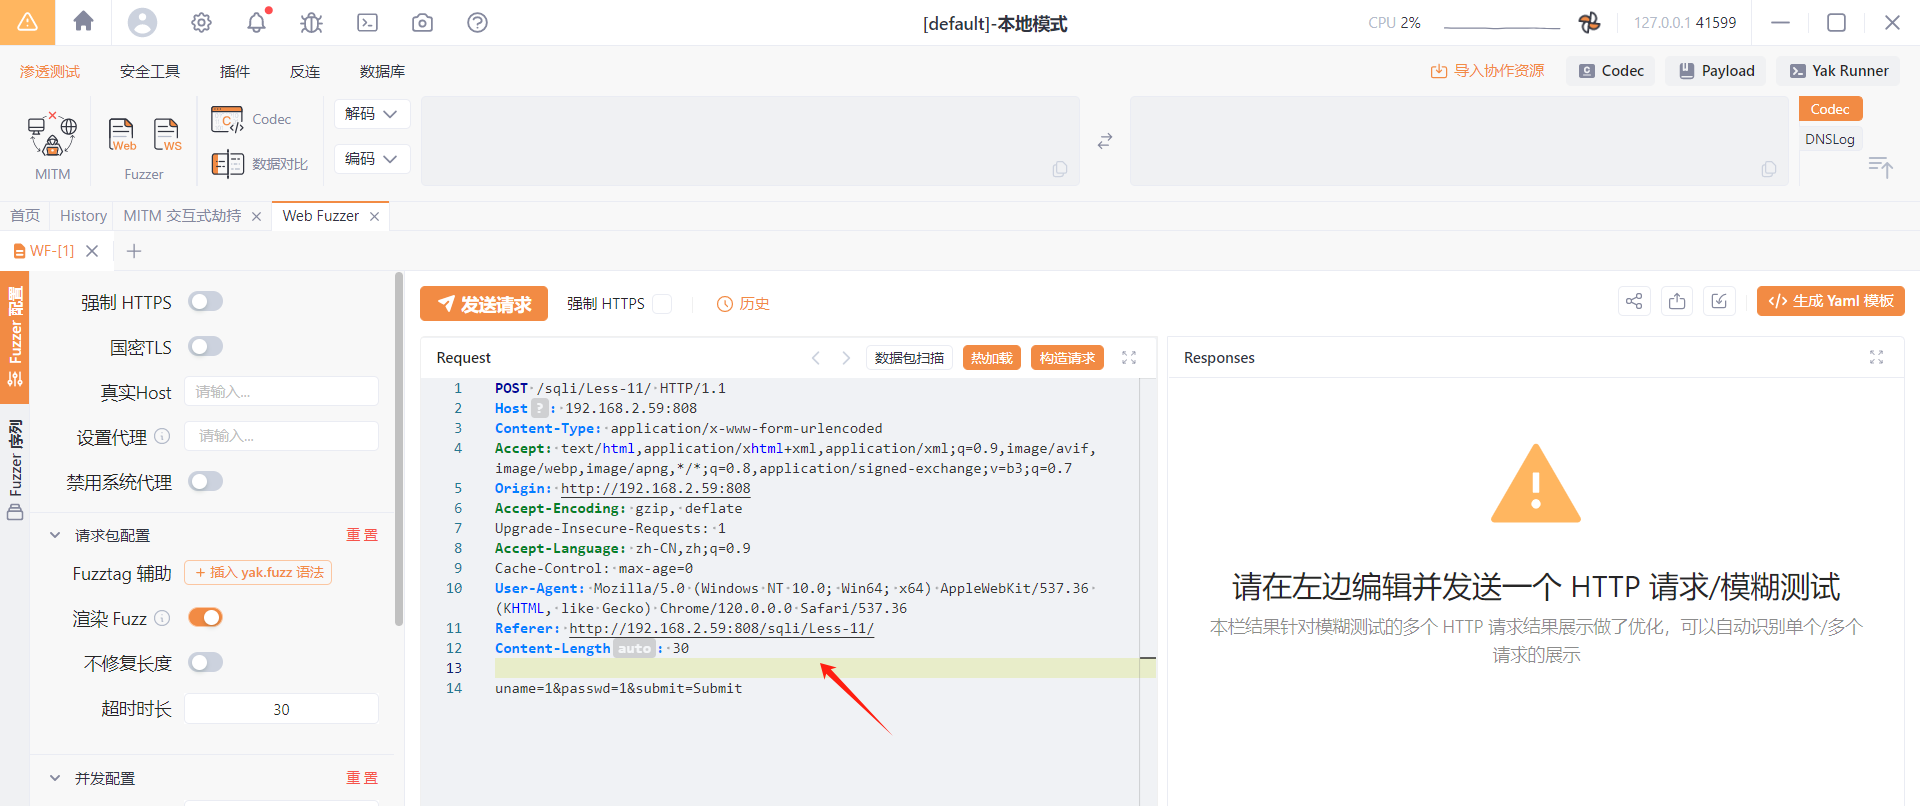 [default]-本地模式
CPU 2%
127.0.0.1 41599
渗透测试 安全工具 插件 反连 数据库
导入协作资源 Codec Payload Yak Runner
MITM
Web WS
Fuzzer
Codec
数据对比
解码
编码
Codec
DNSLog
首页 History MITM 交互式劫持 Web Fuzzer
WF-[1]
Fuzzer 配置
Fuzzer 序列
强制 HTTPS
国密TLS
真实Host 请输入...
设置代理 请输入...
禁用系统代理
请求包配置 重置
Fuzztag 辅助 + 插入 yak.fuzz 语法
渲染 Fuzz
不修复长度
超时时长 30
并发配置 重置
发送请求 强制 HTTPS 历史
</> 生成 Yaml 模板
Request 数据包扫描 热加载 构造请求
1 POST /sqli/Less-11/ HTTP/1.1
2 Host ? : 192.168.2.59:808
3 Content-Type: application/x-www-form-urlencoded
4 Accept: text/html,application/xhtml+xml,application/xml;q=0.9,image/avif,
image/webp,image/apng,*/*;q=0.8,application/signed-exchange;v=b3;q=0.7
5 Origin: http://192.168.2.59:808
6 Accept-Encoding: gzip, deflate
7 Upgrade-Insecure-Requests: 1
8 Accept-Language: zh-CN,zh;q=0.9
9 Cache-Control: max-age=0
10 User-Agent: Mozilla/5.0 (Windows NT 10.0; Win64; x64) AppleWebKit/537.36
(KHTML, like Gecko) Chrome/120.0.0.0 Safari/537.36
11 Referer: http://192.168.2.59:808/sqli/Less-11/
12 Content-Length auto : 30
13
14 uname=1&passwd=1&submit=Submit
Responses
请在左边编辑并发送一个 HTTP 请求/模糊测试
本栏结果针对模糊测试的多个 HTTP 请求结果展示做了优化，可以自动识别单个/多个
请求的展示